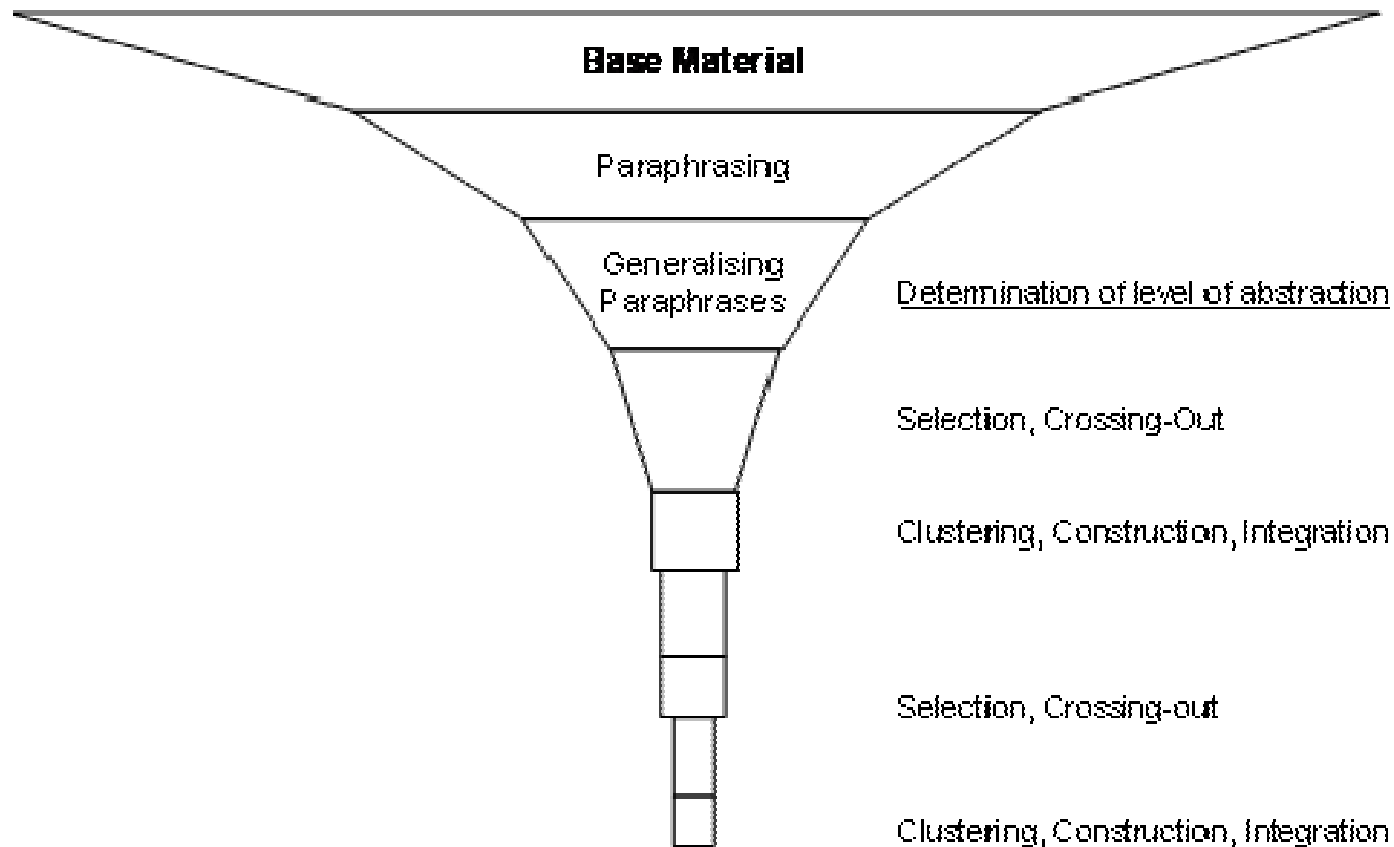 Base Material
Paraphrasing
Generalising
Paraphrases
Determination of level of abstraction
Selection, Crossing-Out
Clustering, Construction, Integration
Selection, Crossing-out
Clustering, Construction, Integration